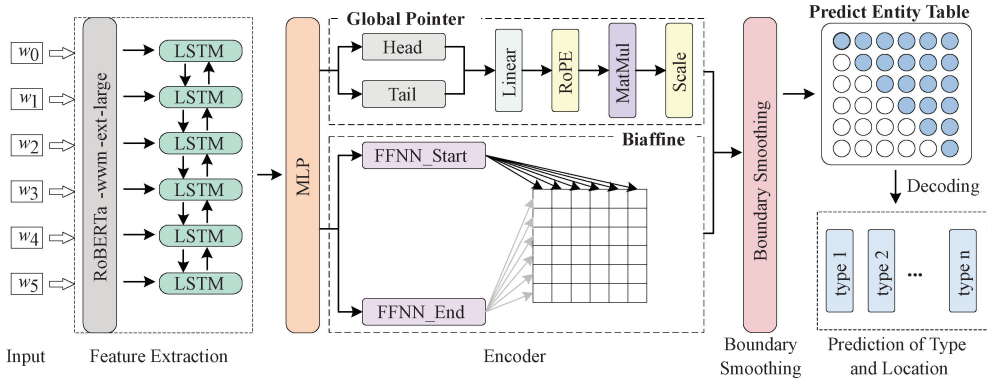 Global Pointer
Predict Entity Table
w0
w1
w2
w3
w4
w5
RoBERTa -wwm -ext-large
LSTM
LSTM
LSTM
LSTM
LSTM
LSTM
MLP
Head
Tail
Linear
RoPE
MatMul
Scale
Biaffine
FFNN_Start
FFNN_End
Boundary Smoothing
Decoding
type 1
type 2
...
type n
Input
Feature Extraction
Encoder
Boundary
Smoothing
Prediction of Type
and Location